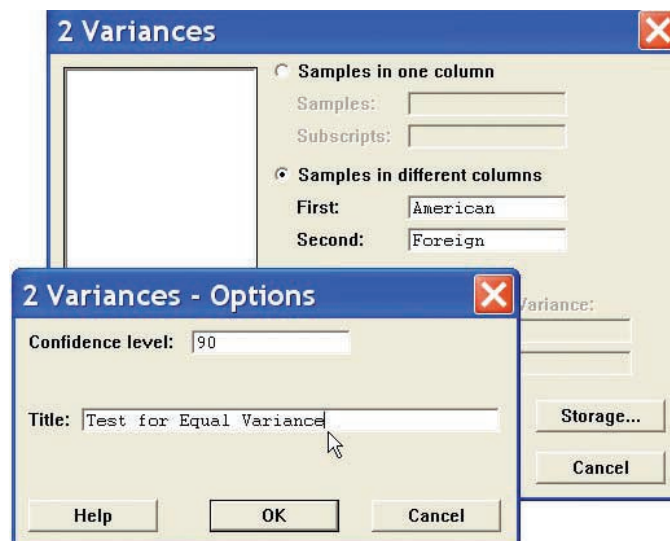 2 Variances
Samples in one column
Samples:
Subscripts:
Samples in different columns
First: American
Second: Foreign
Variance:
Storage...
Cancel
2 Variances - Options
Confidence level: 90
Title: Test for Equal Variance
Help OK Cancel